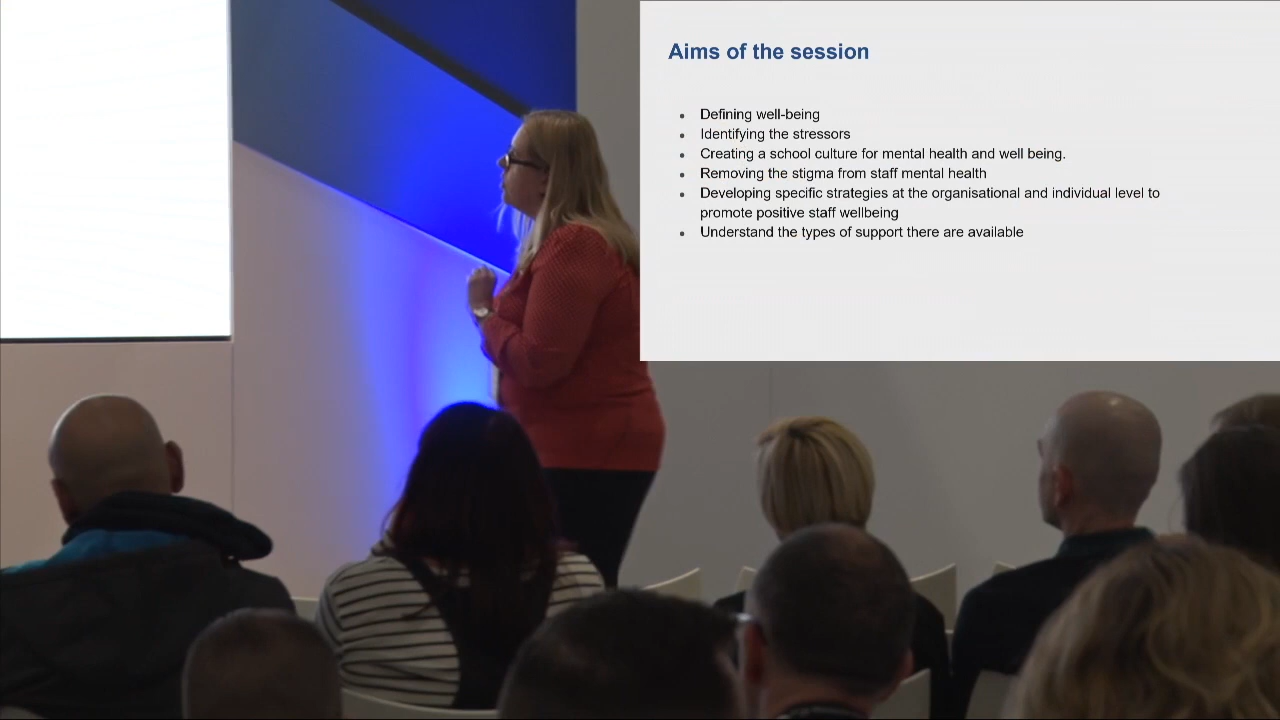 Aims of the session
Defining well-being
Identifying the stressors
Creating a school culture for mental health and well being.
Removing the stigma from staff mental health
Developing specific strategies at the organisational and individual level to
promote positive staff wellbeing
Understand the types of support there are available